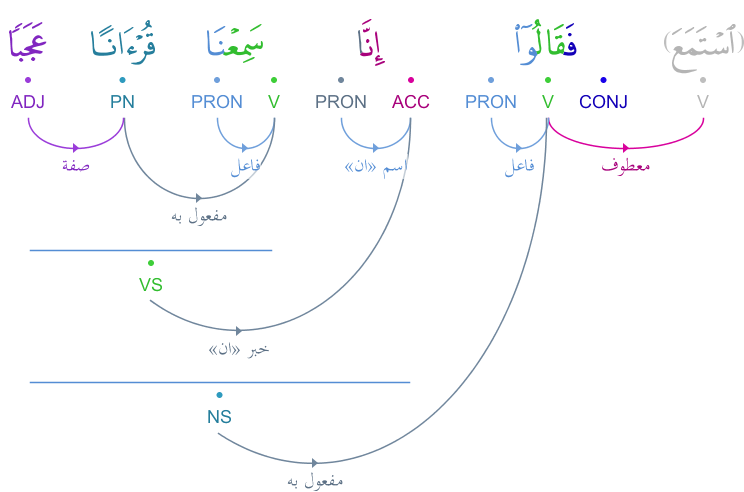 (ٱسْتَمَعَ) فَقَالُوٓا۟ إِنَّا سَمِعْنَا قُرْءَانًا عَجَبًا
V CONJ V PRON ACC PRON V PRON PN ADJ
معطوف فاعل اسم «ان» فاعل صفة
مفعول به
VS
خبر «ان»
NS
مفعول به